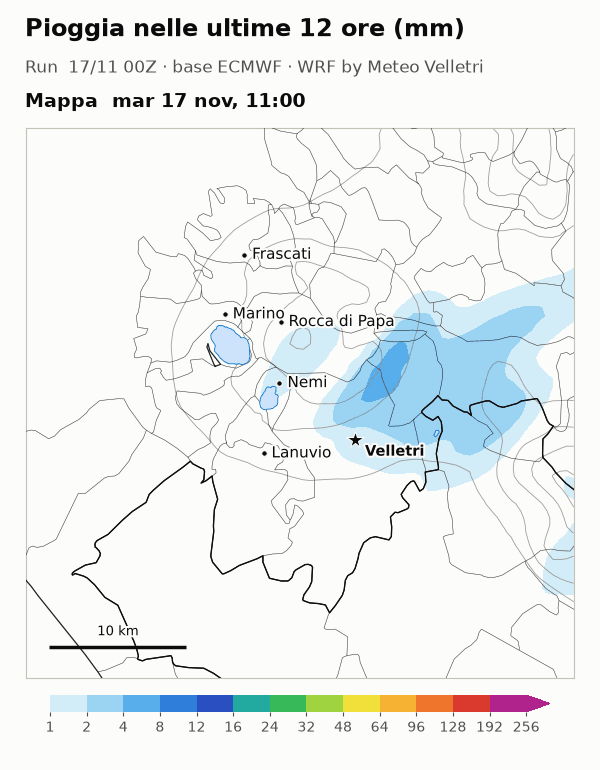 Pioggia nelle ultime 12 ore (mm)
Run  17/11 00Z · base ECMWF · WRF by Meteo Velletri
Mappa  mar 17 nov, 11:00
Frascati
Marino
Rocca di Papa
Nemi
Velletri
Lanuvio
10 km
1 2 4 8 12 16 24 32 48 64 96 128 192 256